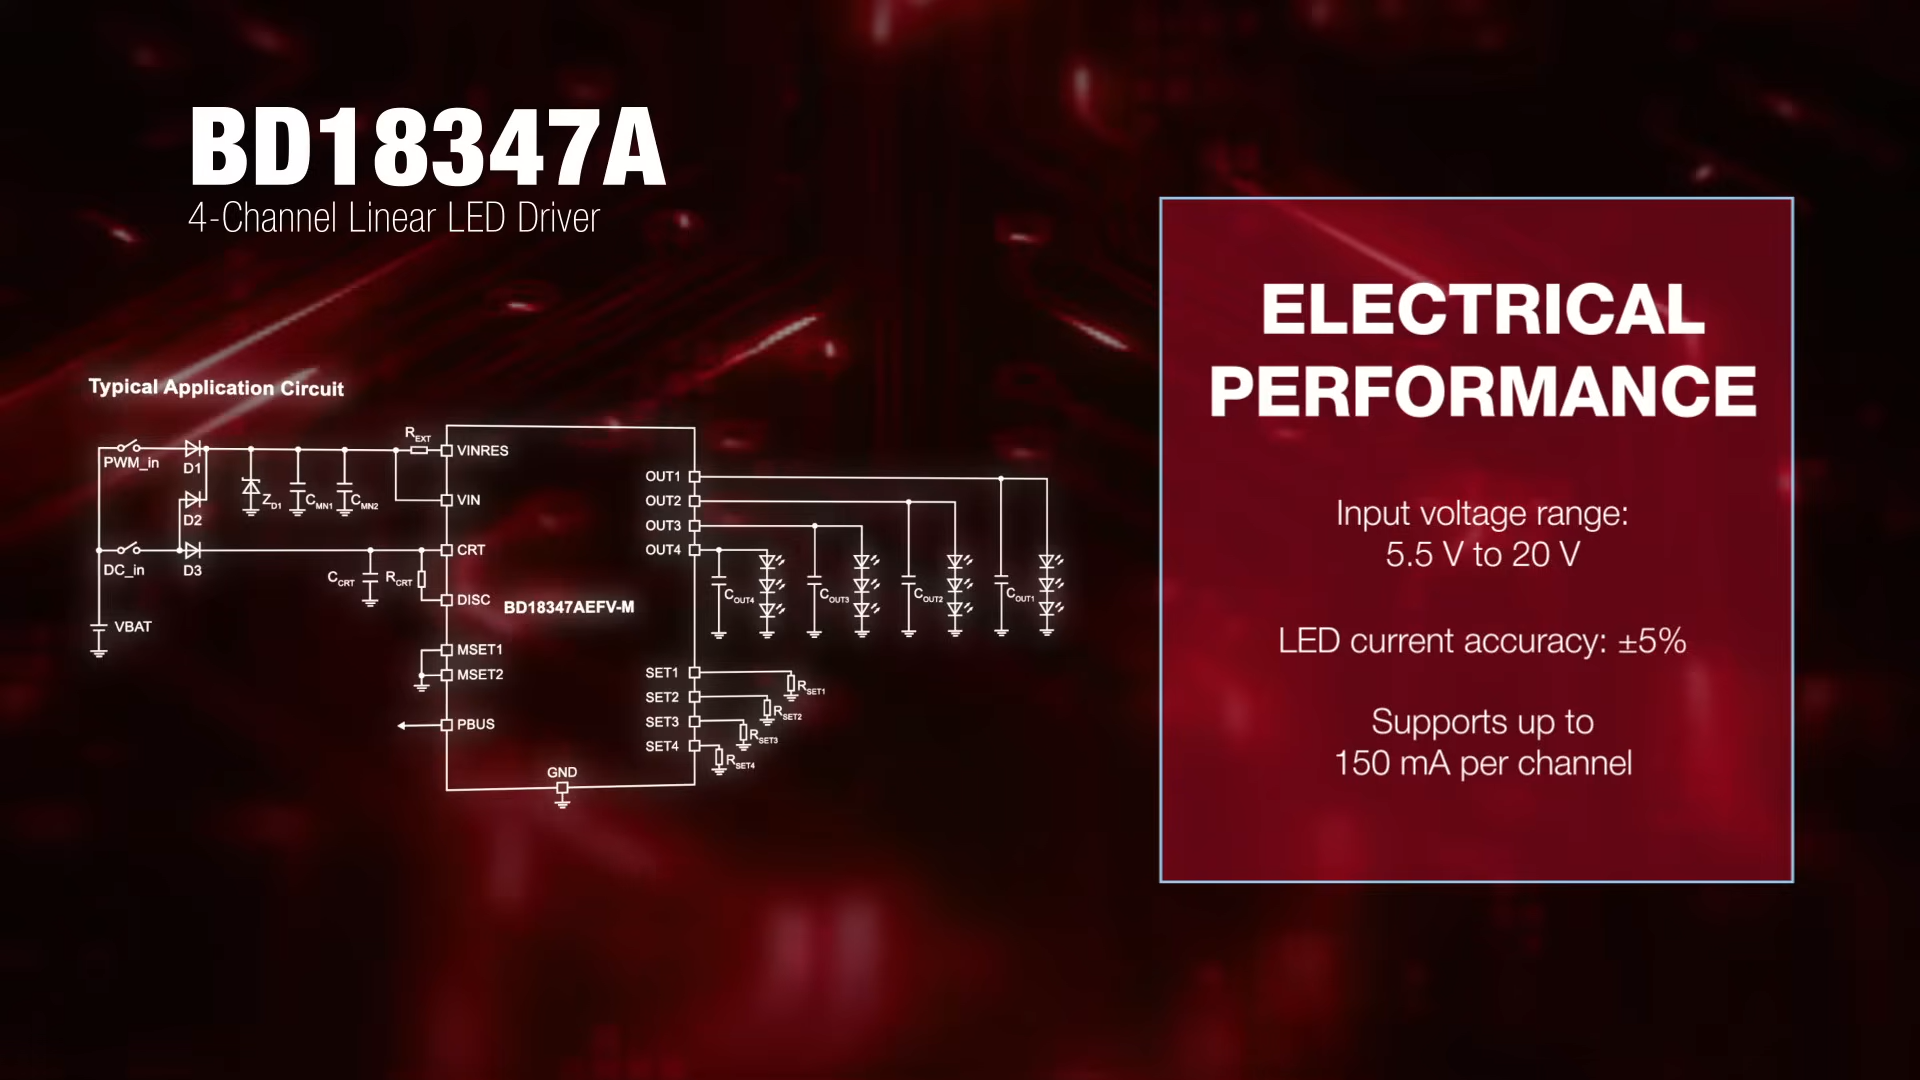 BD18347A
4-Channel Linear LED Driver
Typical Application Circuit
PWM_in
D1
D2
ZD1
CMN1
CMN2
REXT
VINRES
VIN
DC_in
D3
CCRT
RCRT
CRT
DISC
VBAT
MSET1
MSET2
PBUS
BD18347AEFV-M
GND
OUT1
OUT2
OUT3
OUT4
COUT4
COUT3
COUT2
COUT1
SET1
SET2
SET3
SET4
RSET1
RSET2
RSET3
RSET4
ELECTRICAL
PERFORMANCE
Input voltage range:
5.5 V to 20 V
LED current accuracy: ±5%
Supports up to
150 mA per channel